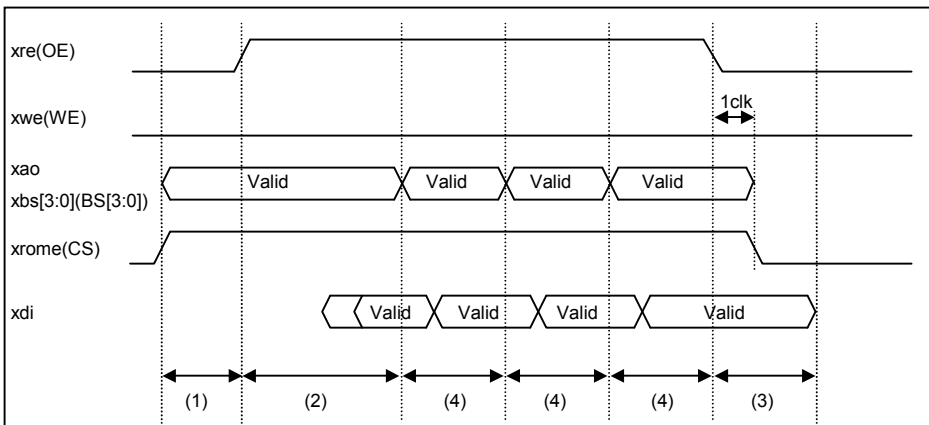 xre(OE)
1clk
xwe(WE)
xao
Valid Valid Valid Valid
xbs[3:0](BS[3:0])
xrome(CS)
xdi
Valid Valid Valid Valid
(1) (2) (4) (4) (4) (3)